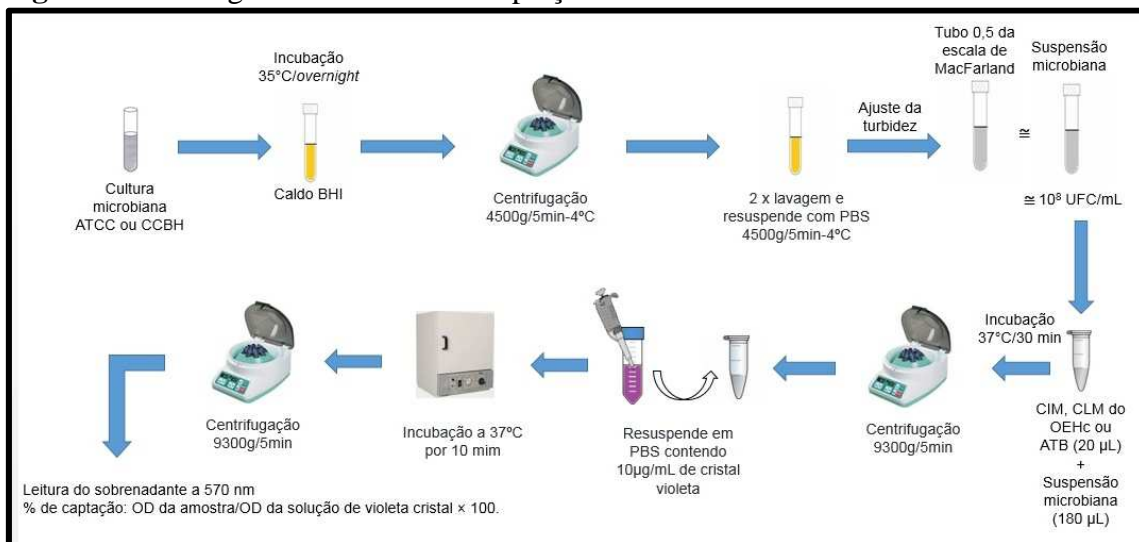 Incubação
35°C/overnight
Tubo 0,5 da
escala de
MacFarland
Suspensão
microbiana
Ajuste da
turbidez
≅
Cultura
microbiana
ATCC ou CCBH
Caldo BHI
Centrifugação
4500g/5min-4ºC
2 x lavagem e
resuspende com PBS
4500g/5min-4ºC
≅ 10⁸ UFC/mL
Incubação
37°C/30 min
CIM, CLM do
OEHc ou
ATB (20 µL)
+
Suspensão
microbiana
(180 µL)
Centrifugação
9300g/5min
Resuspende em
PBS contendo
10µg/mL de cristal
violeta
Incubação a 37ºC
por 10 mim
Centrifugação
9300g/5min
Leitura do sobrenadante a 570 nm
% de captação: OD da amostra/OD da solução de violeta cristal × 100.